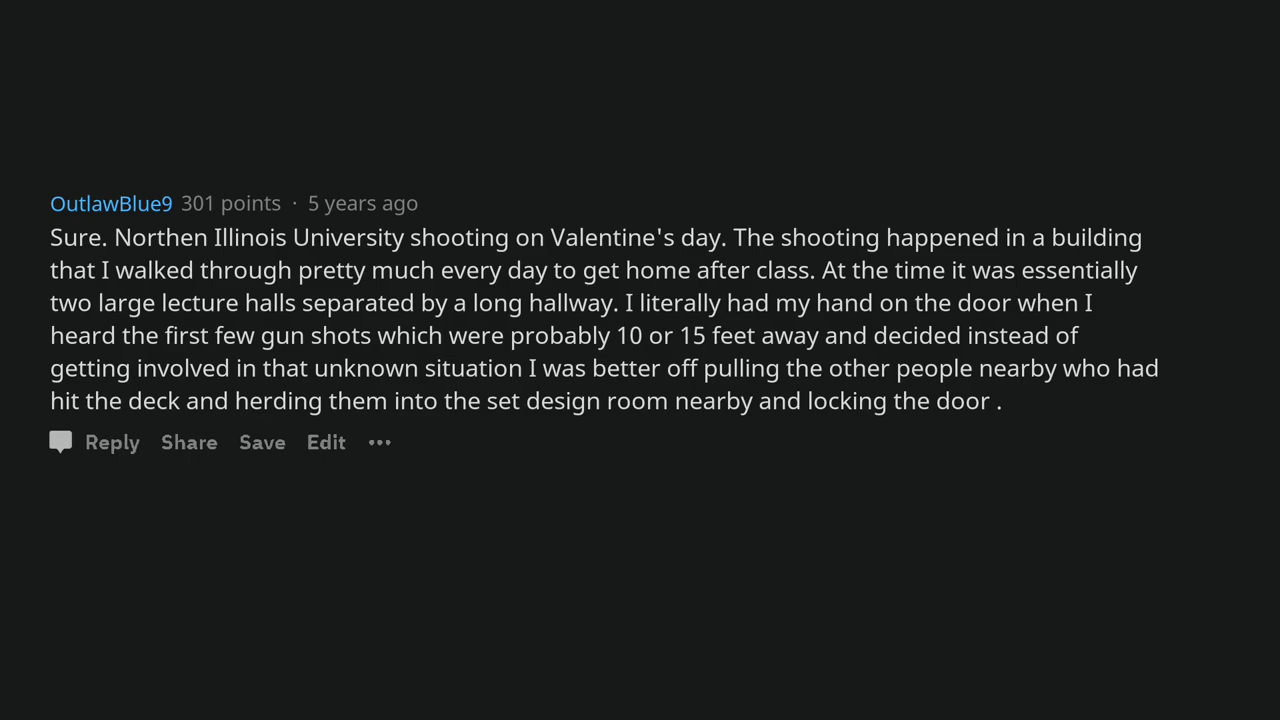 OutlawBlue9 301 points · 5 years ago
Sure. Northen Illinois University shooting on Valentine's day. The shooting happened in a building
that I walked through pretty much every day to get home after class. At the time it was essentially
two large lecture halls separated by a long hallway. I literally had my hand on the door when I
heard the first few gun shots which were probably 10 or 15 feet away and decided instead of
getting involved in that unknown situation I was better off pulling the other people nearby who had
hit the deck and herding them into the set design room nearby and locking the door .
Reply Share Save Edit •••